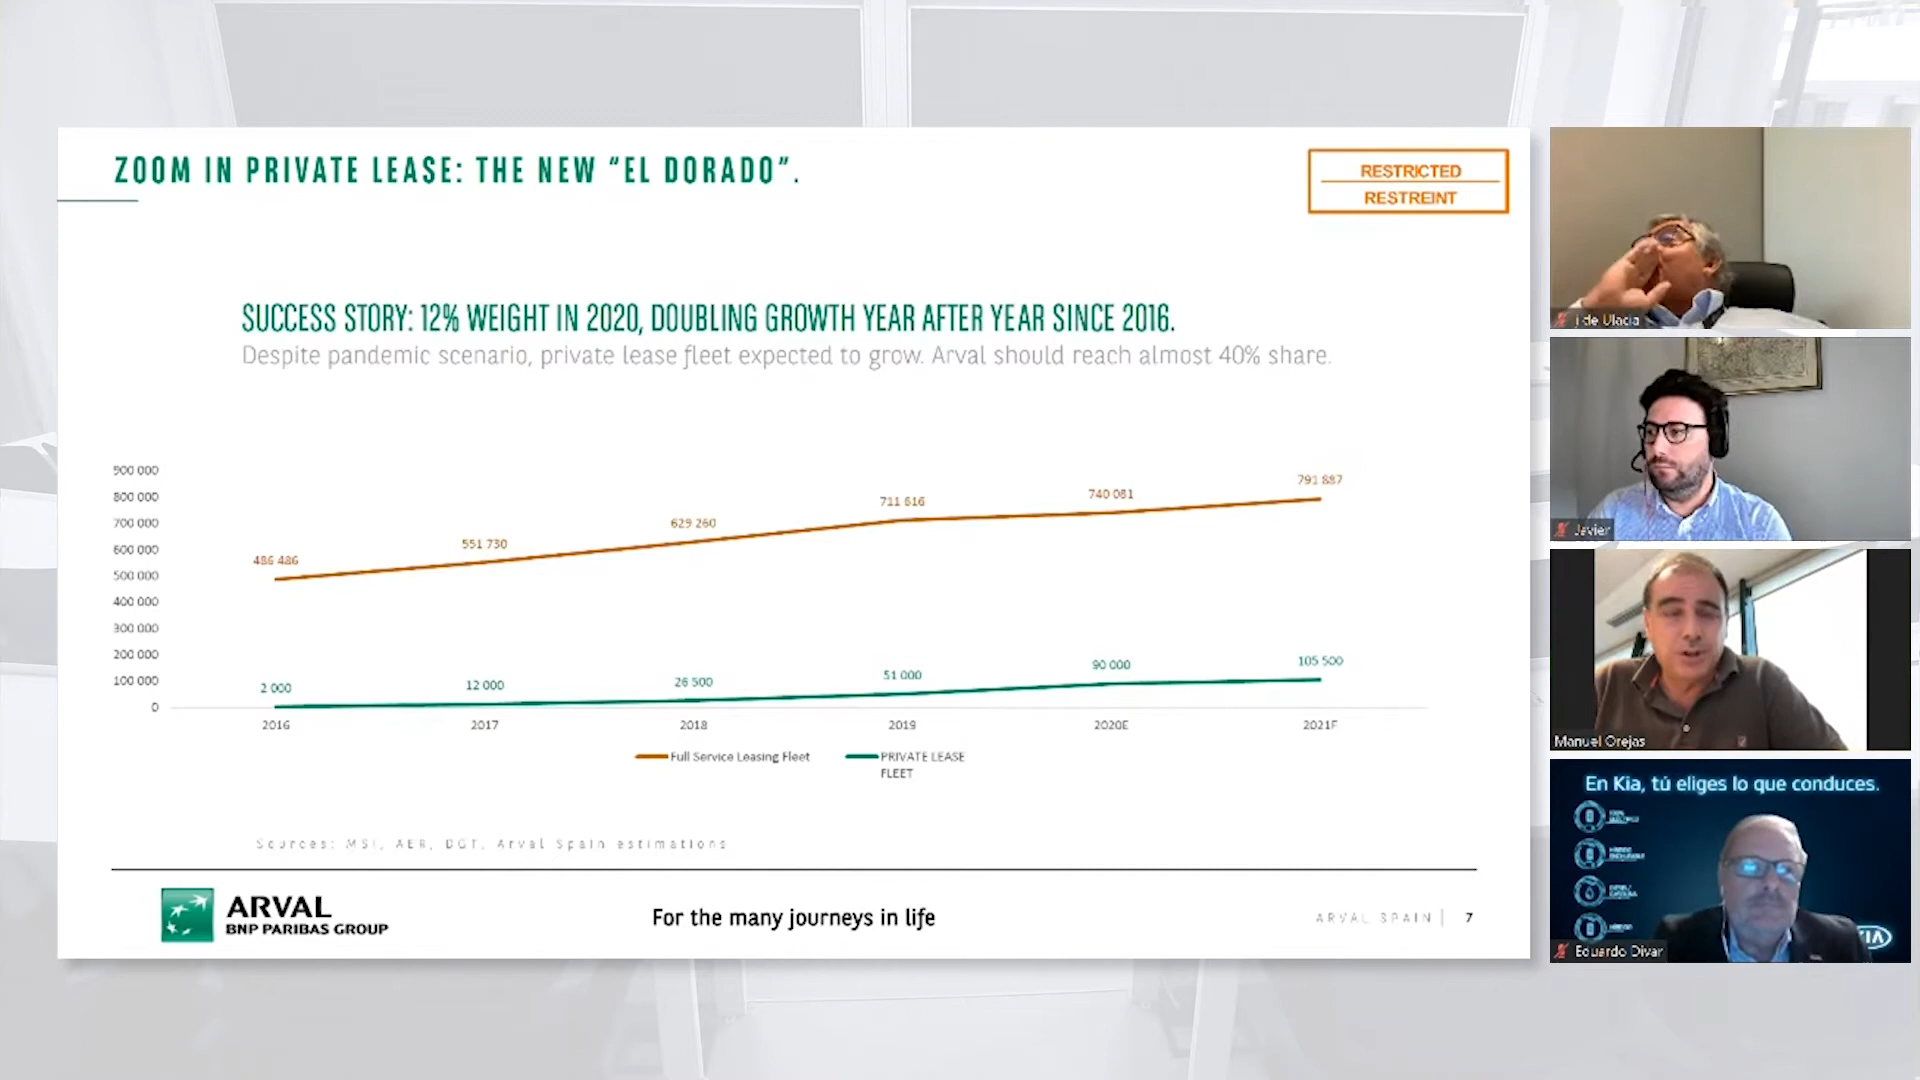 ZOOM IN PRIVATE LEASE: THE NEW “EL DORADO”.
RESTRICTED
RESTREINT
SUCCESS STORY: 12% WEIGHT IN 2020, DOUBLING GROWTH YEAR AFTER YEAR SINCE 2016.
Despite pandemic scenario, private lease fleet expected to grow. Arval should reach almost 40% share.
900 000
800 000
700 000
600 000
500 000
400 000
300 000
200 000
100 000
0
486 486
551 730
629 260
711 616
740 081
791 887
2 000
12 000
26 500
51 000
90 000
105 500
2016
2017
2018
2019
2020E
2021F
Full Service Leasing Fleet
PRIVATE LEASE
FLEET
Sources: MSI, AER, DGT, Arval Spain estimations
ARVAL
BNP PARIBAS GROUP
For the many journeys in life
ARVAL SPAIN | 7
i de Ulacia
Javier
Manuel Orejas
En Kia, tú eliges lo que conduces.
KIA
Eduardo Divar